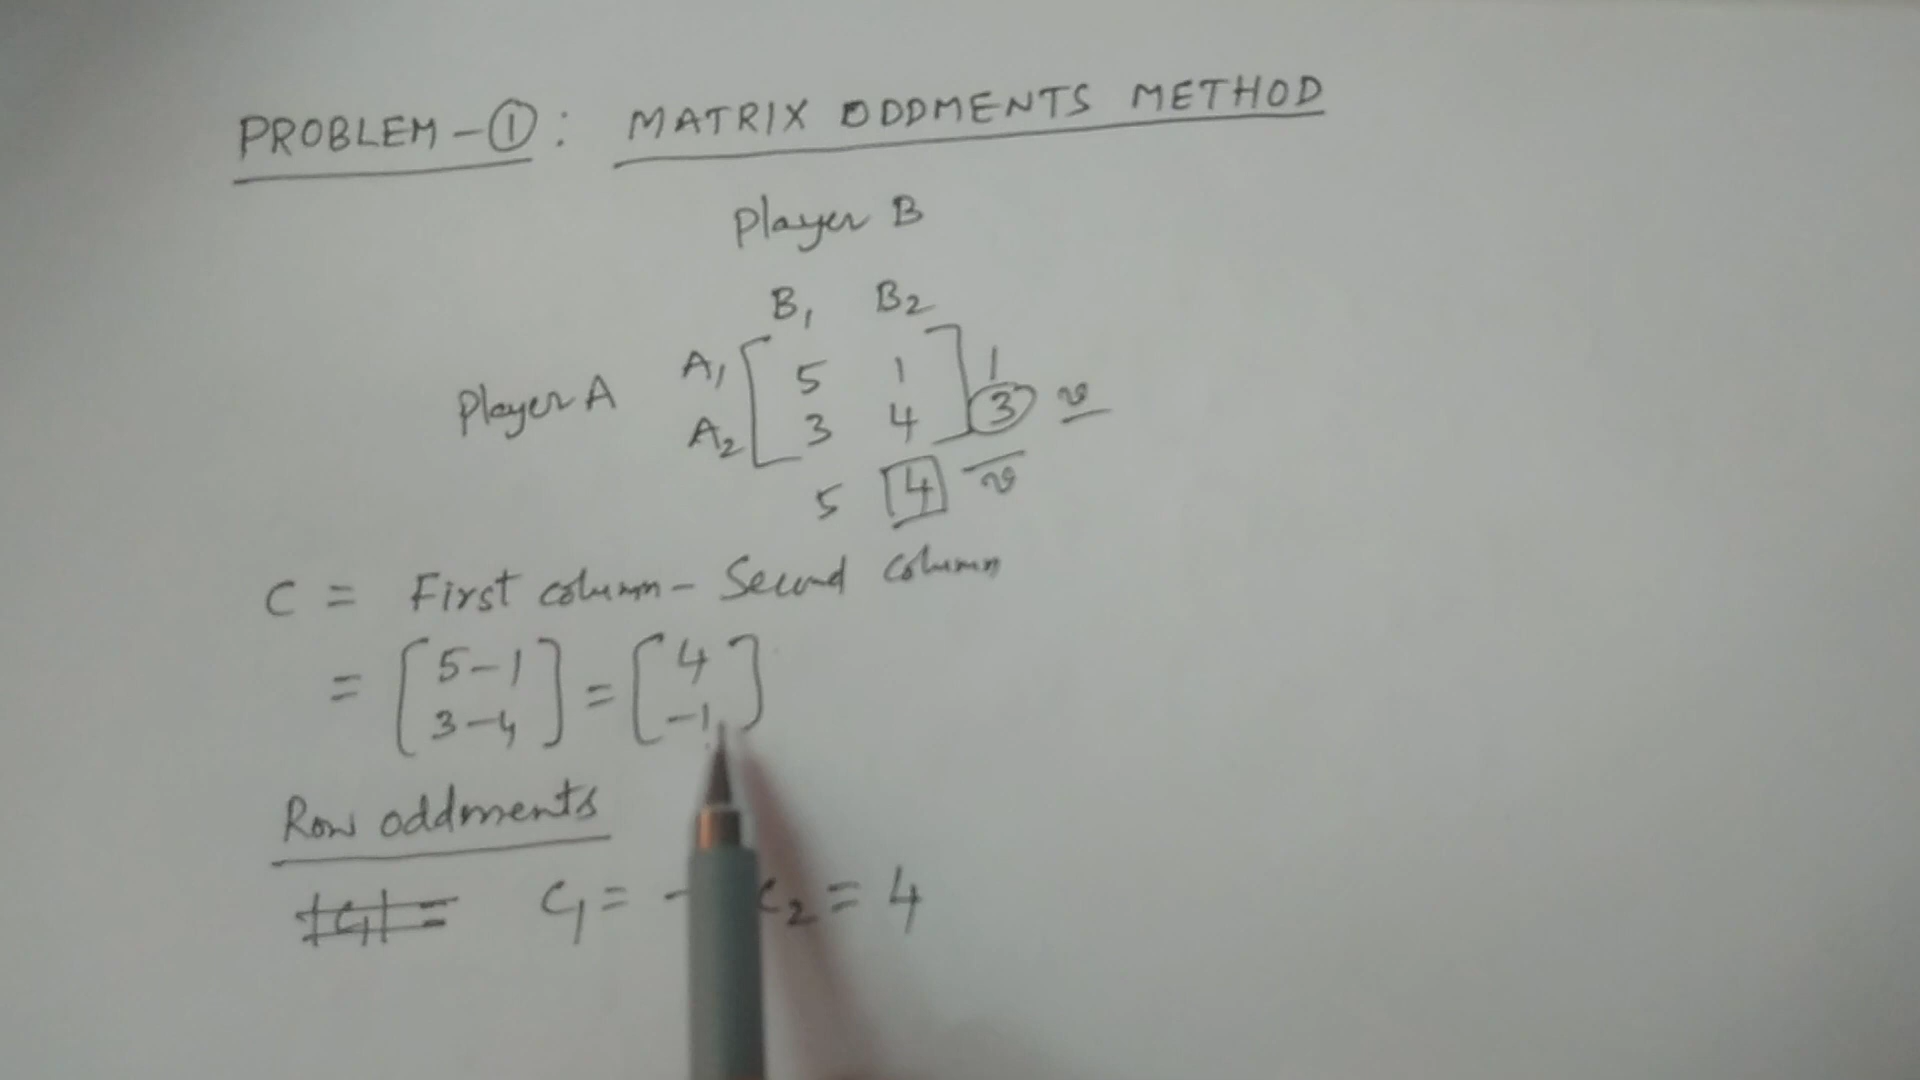 PROBLEM - ① : MATRIX ODDMENTS METHOD
Player B
B₁ B₂
A₁ 5 1 1
Player A
A₂ 3 4 3 v
5 4 v̅
C = First column - Second column
= [5-1 3-4] = [4 -1]
Row oddments
C₁ = - C₂ = 4